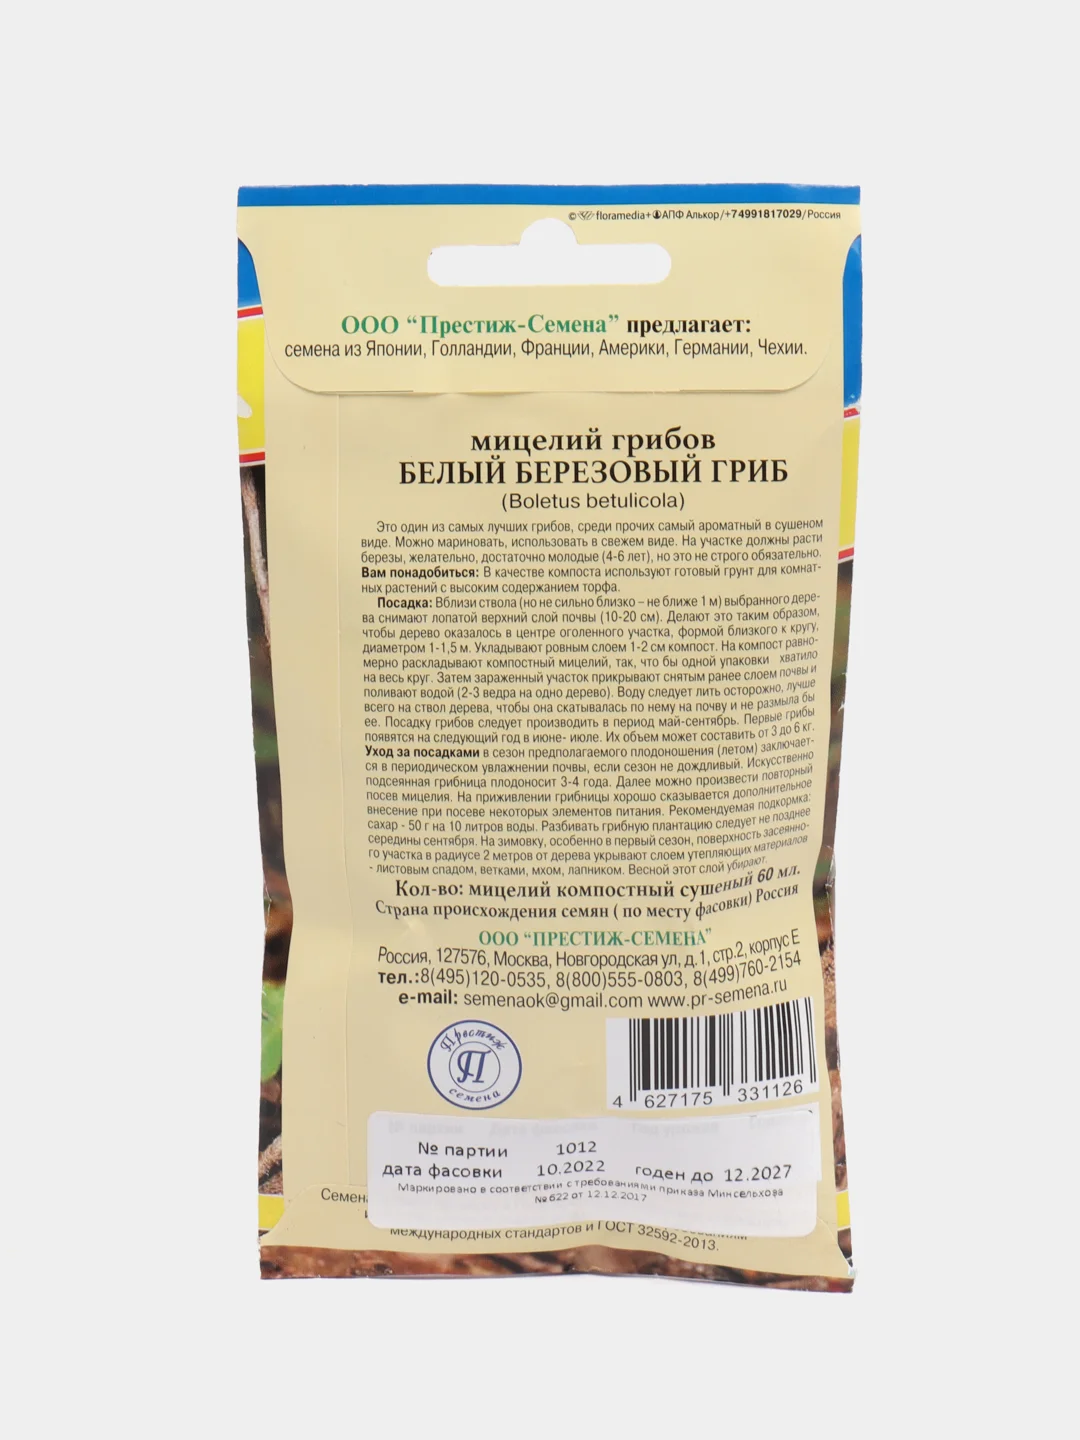 © floramedia+ АПФ Алькор/+74991817029/Россия
ООО “Престиж-Семена” предлагает:
семена из Японии, Голландии, Франции, Америки, Германии, Чехии.
мицелий грибов
БЕЛЫЙ БЕРЕЗОВЫЙ ГРИБ
(Boletus betulicola)
Это один из самых лучших грибов, среди прочих самый ароматный в сушеном
виде. Можно мариновать, использовать в свежем виде. На участке должны расти
березы, желательно, достаточно молодые (4-6 лет), но это не строго обязательно.
Вам понадобиться: В качестве компоста используют готовый грунт для комнат-
ных растений с высоким содержанием торфа.
Посадка: Вблизи ствола (но не сильно близко – не ближе 1 м) выбранного дере-
ва снимают лопатой верхний слой почвы (10-20 см). Делают это таким образом,
чтобы дерево оказалось в центре оголенного участка, формой близкого к кругу,
диаметром 1-1,5 м. Укладывают ровным слоем 1-2 см компост. На компост равно-
мерно раскладывают компостный мицелий, так, что бы одной упаковки хватило
на весь круг. Затем зараженный участок прикрывают снятым ранее слоем почвы и
поливают водой (2-3 ведра на одно дерево). Воду следует лить осторожно, лучше
всего на ствол дерева, чтобы она скатывалась по нему на почву и не размыла бы
ее. Посадку грибов следует производить в период май-сентябрь. Первые грибы
появятся на следующий год в июне- июле. Их объем может составить от 3 до 6 кг.
Уход за посадками в сезон предполагаемого плодоношения (летом) заключает-
ся в периодическом увлажнении почвы, если сезон не дождливый. Искусственно
подсеянная грибница плодоносит 3-4 года. Далее можно произвести повторный
посев мицелия. На приживлении грибницы хорошо сказывается дополнительное
внесение при посеве некоторых элементов питания. Рекомендуемая подкормка:
сахар - 50 г на 10 литров воды. Разбивать грибную плантацию следует не позднее
середины сентября. На зимовку, особенно в первый сезон, поверхность засеянно-
го участка в радиусе 2 метров от дерева укрывают слоем утепляющих материалов
- листовым спадом, ветками, мхом, лапником. Весной этот слой убирают.
Кол-во: мицелий компостный сушеный 60 мл.
Страна происхождения семян ( по месту фасовки) Россия
ООО “ПРЕСТИЖ-СЕМЕНА”
Россия, 127576, Москва, Новгородская ул, д.1, стр.2, корпус Е
тел.:8(495)120-0535, 8(800)555-0803, 8(499)760-2154
e-mail: semenaok@gmail.com www.pr-semena.ru
Престиж
П
семена
4 627175 331126
№ партии 1012
дата фасовки 10.2022 годен до 12.2027
Маркировано в соответствии с требованиями приказа Минсельхоза
№622 от 12.12.2017
Семена
международных стандартов и ГОСТ 32592-2013.